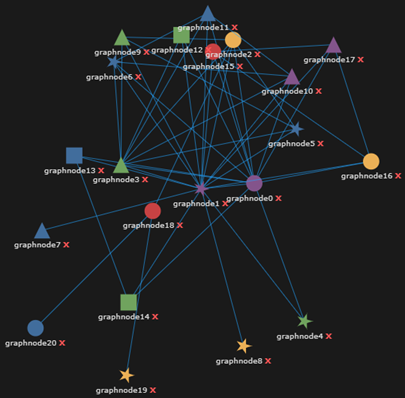 graphnode11 x
graphnode9 x
graphnode12 x
graphnode2 x
graphnode17 x
graphnode15 x
graphnode6 x
graphnode10 x
graphnode5 x
graphnode13 x
graphnode3 x
graphnode16 x
graphnode1 x
graphnode0 x
graphnode18 x
graphnode7 x
graphnode14 x
graphnode4 x
graphnode20 x
graphnode8 x
graphnode19 x